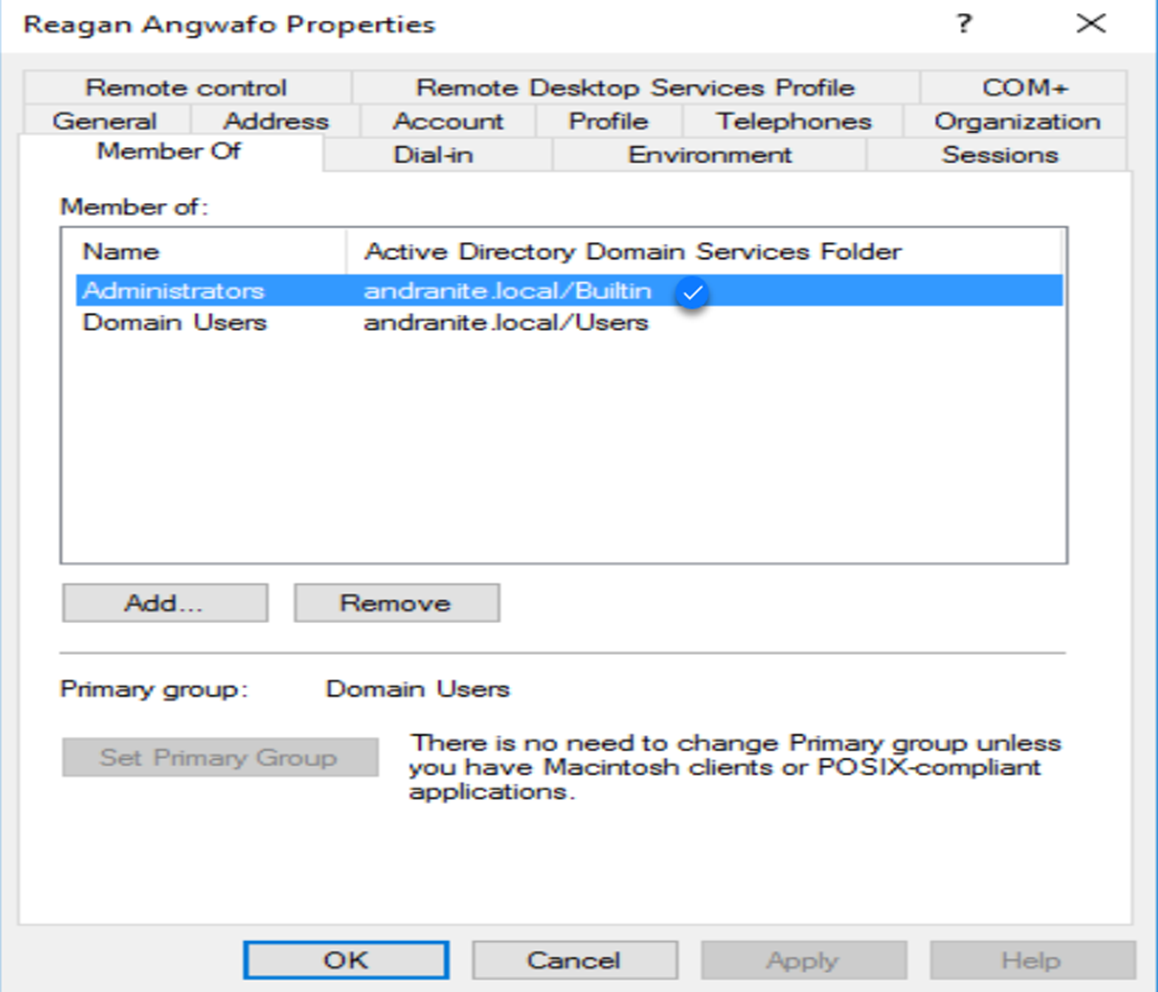 Reagan Angwafo Properties ?
Remote control Remote Desktop Services Profile COM+
General Address Account Profile Telephones Organization
Member Of Dial-in Environment Sessions
Member of:
Name Active Directory Domain Services Folder
Administrators andranite.local/Builtin
Domain Users andranite.local/Users
Add... Remove
Primary group: Domain Users
Set Primary Group
There is no need to change Primary group unless
you have Macintosh clients or POSIX-compliant
applications.
OK Cancel Apply Help